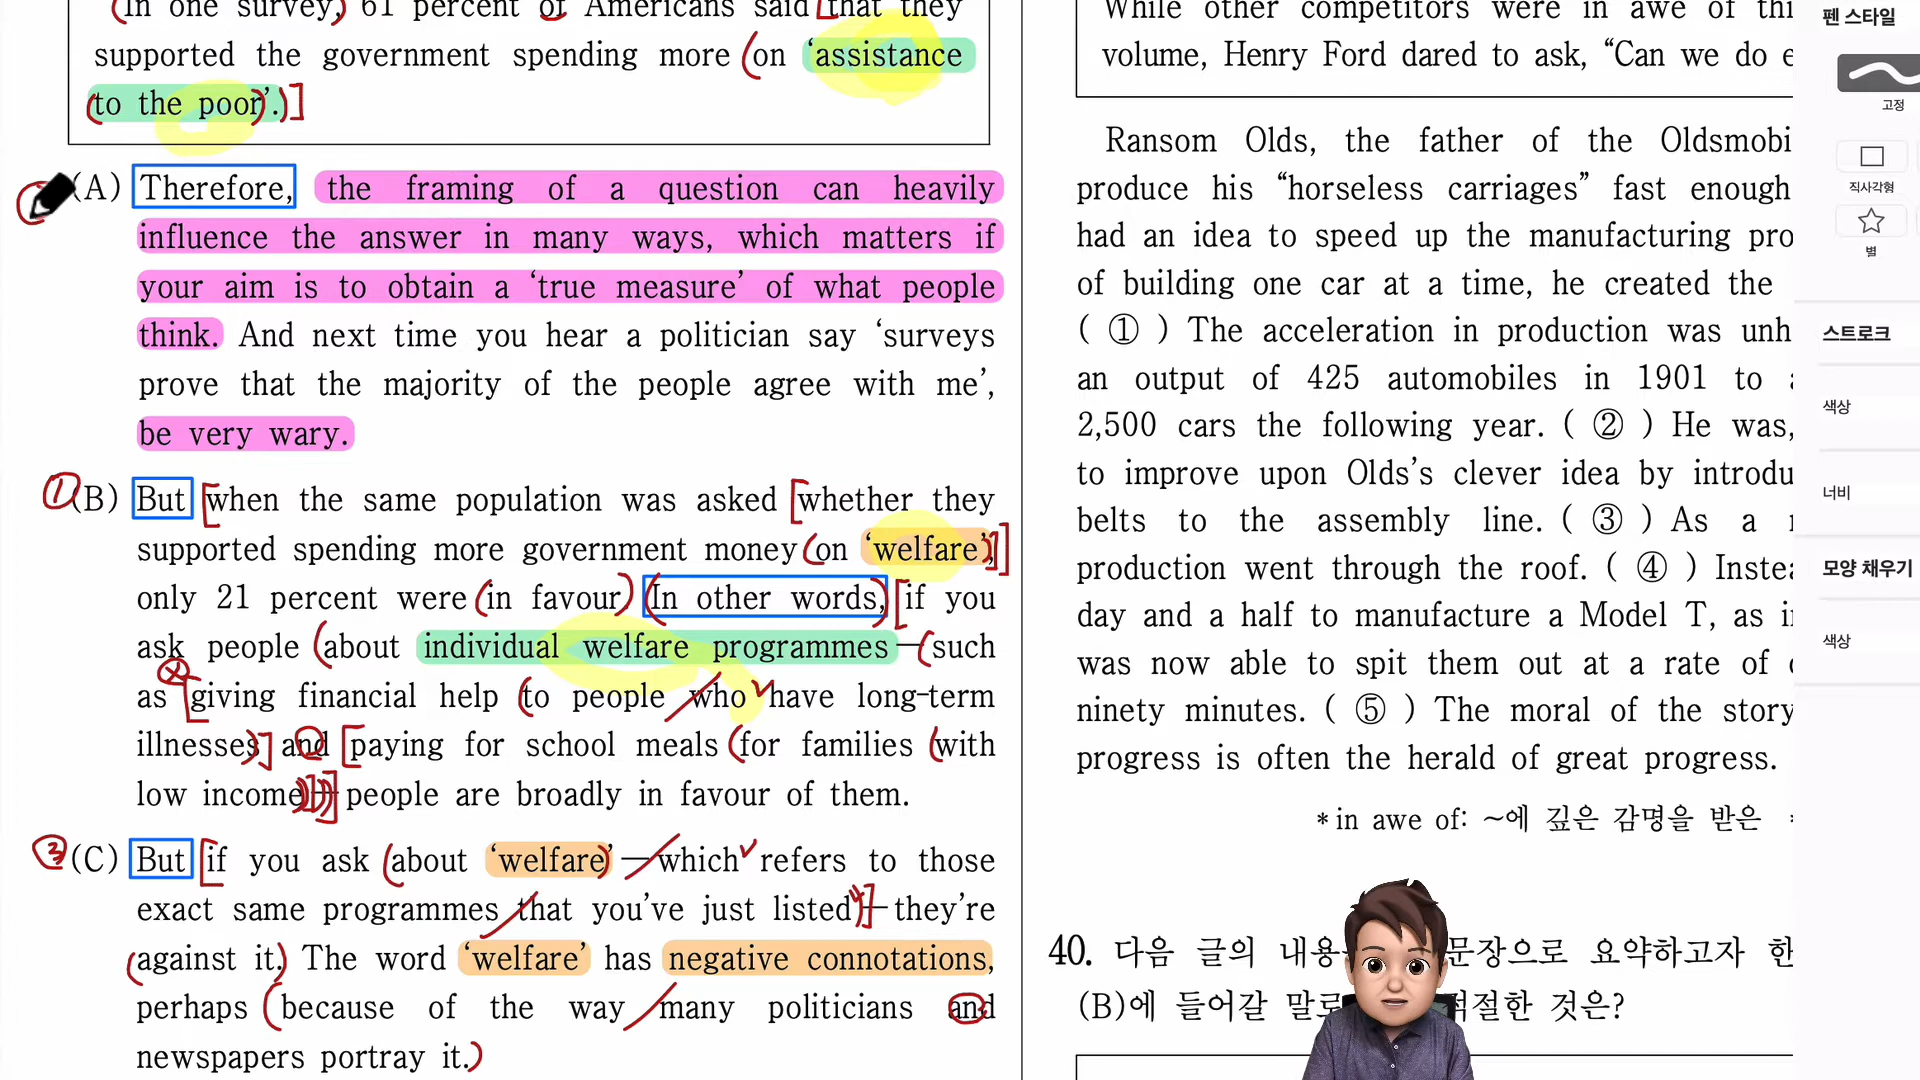 In one survey, 61 percent of Americans said that they
supported the government spending more on ‘assistance
to the poor’.
(A) Therefore, the framing of a question can heavily
influence the answer in many ways, which matters if
your aim is to obtain a ‘true measure’ of what people
think. And next time you hear a politician say ‘surveys
prove that the majority of the people agree with me’,
be very wary.
① (B) But when the same population was asked whether they
supported spending more government money on ‘welfare’,
only 21 percent were in favour. In other words, if you
ask people about individual welfare programmes—such
as giving financial help to people who have long-term
illnesses and paying for school meals for families with
low income—people are broadly in favour of them.
③ (C) But if you ask about ‘welfare’—which refers to those
exact same programmes that you’ve just listed—they’re
against it. The word ‘welfare’ has negative connotations,
perhaps because of the way many politicians and
newspapers portray it.
While other competitors were in awe of
volume, Henry Ford dared to ask, “Can we do
Ransom Olds, the father of the
produce his “horseless carriages” fast enough
had an idea to speed up the manufacturing
of building one car at a time, he created the
( ① ) The acceleration in production was
an output of 425 automobiles in 1901 to
2,500 cars the following year. ( ② ) He was,
to improve upon Olds’s clever idea by
belts to the assembly line. ( ③ ) As a
production went through the roof. ( ④ )
day and a half to manufacture a Model T, as
was now able to spit them out at a rate of
ninety minutes. ( ⑤ ) The moral of the story
progress is often the herald of great progress.
*in awe of: ~에 깊은 감명을 받은 *
40. 다음 글의 내용 문장으로 요약하고자 한
(B)에 들어갈 말로 적절한 것은?
펜 스타일
고정
직사각형
별
스트로크
색상
너비
모양 채우기
색상